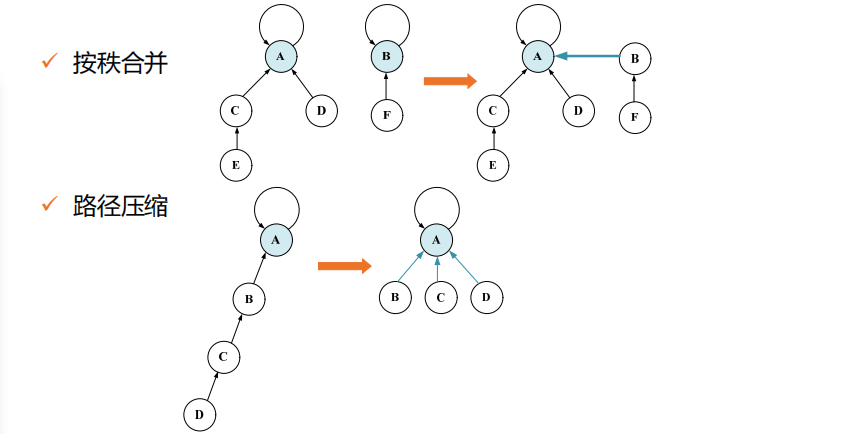 ✓ 按秩合并
A B A B
C D F C D F
E E
✓ 路径压缩
A A
B B C D
C
D